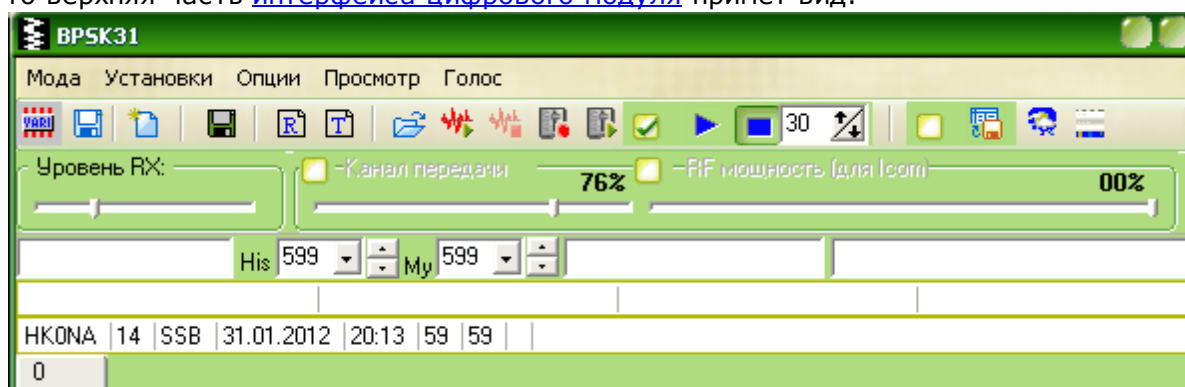 то верхняя часть интерфейса цифрового модуля примет вид:
BPSK31
Мода Установки Опции Просмотр Голос
VARI R T 30
Уровень RX: Канал передачи 76% RF мощность (для Icom) 00%
His 599 My 599
HK0NA 14 SSB 31.01.2012 20:13 59 59
0